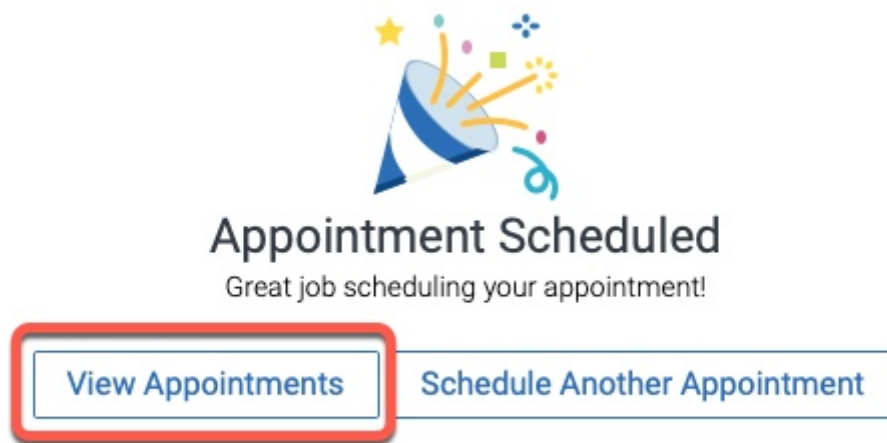 Appointment Scheduled
Great job scheduling your appointment!
View Appointments Schedule Another Appointment